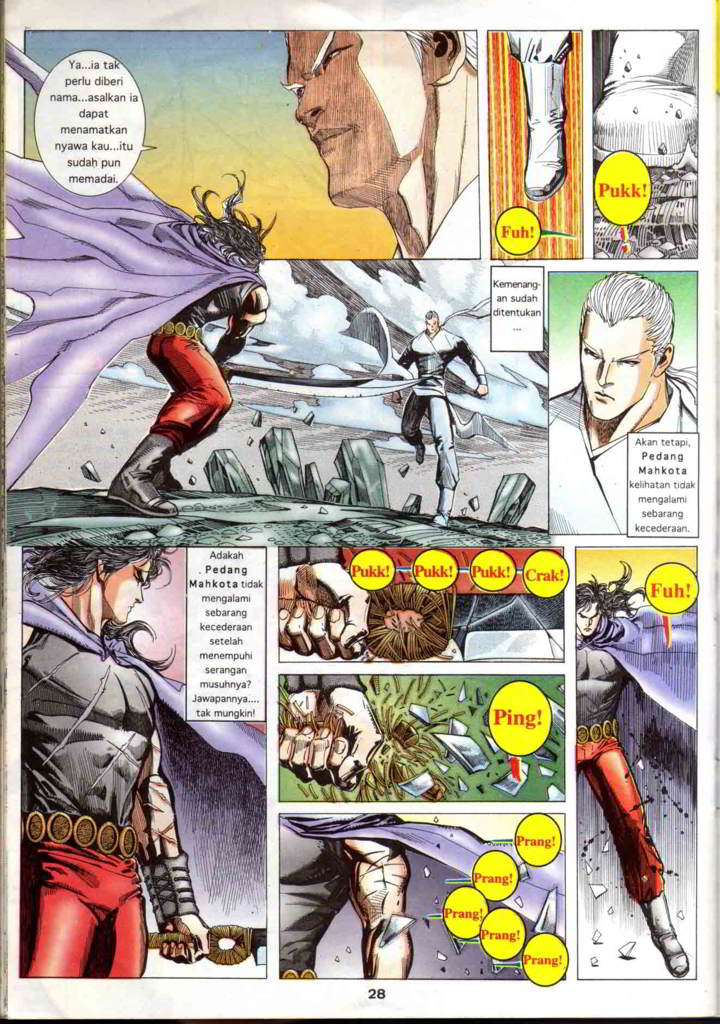 Ya...ia tak
perlu diberi
nama...asalkan ia
dapat
menamatkan
nyawa kau...itu
sudah pun
memadai.
Fuh!
Pukk!
Kemenang-
an sudah
ditentukan
...
Akan tetapi,
Pedang
Mahkota
kelihatan tidak
mengalami
sebarang
kecederaan.
Adakah
Pedang
Mahkota tidak
mengalami
sebarang
kecederaan
setelah
menempuhi
serangan
musuhnya?
Jawapannya....
tak mungkin!
Pukk!
Pukk!
Pukk!
Crak!
Ping!
Prang!
Prang!
Prang!
Prang!
Prang!
Fuh!
28